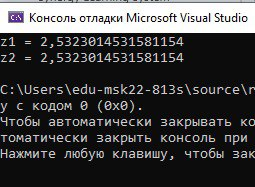 Консоль отладки Microsoft Visual Studio
z1 = 2,5323014531581154
z2 = 2,5323014531581154
C:\Users\edu-msk22-813s\source\r
у с кодом 0 (0x0).
Чтобы автоматически закрывать ко
томатически закрыть консоль при
Нажмите любую клавишу, чтобы зак